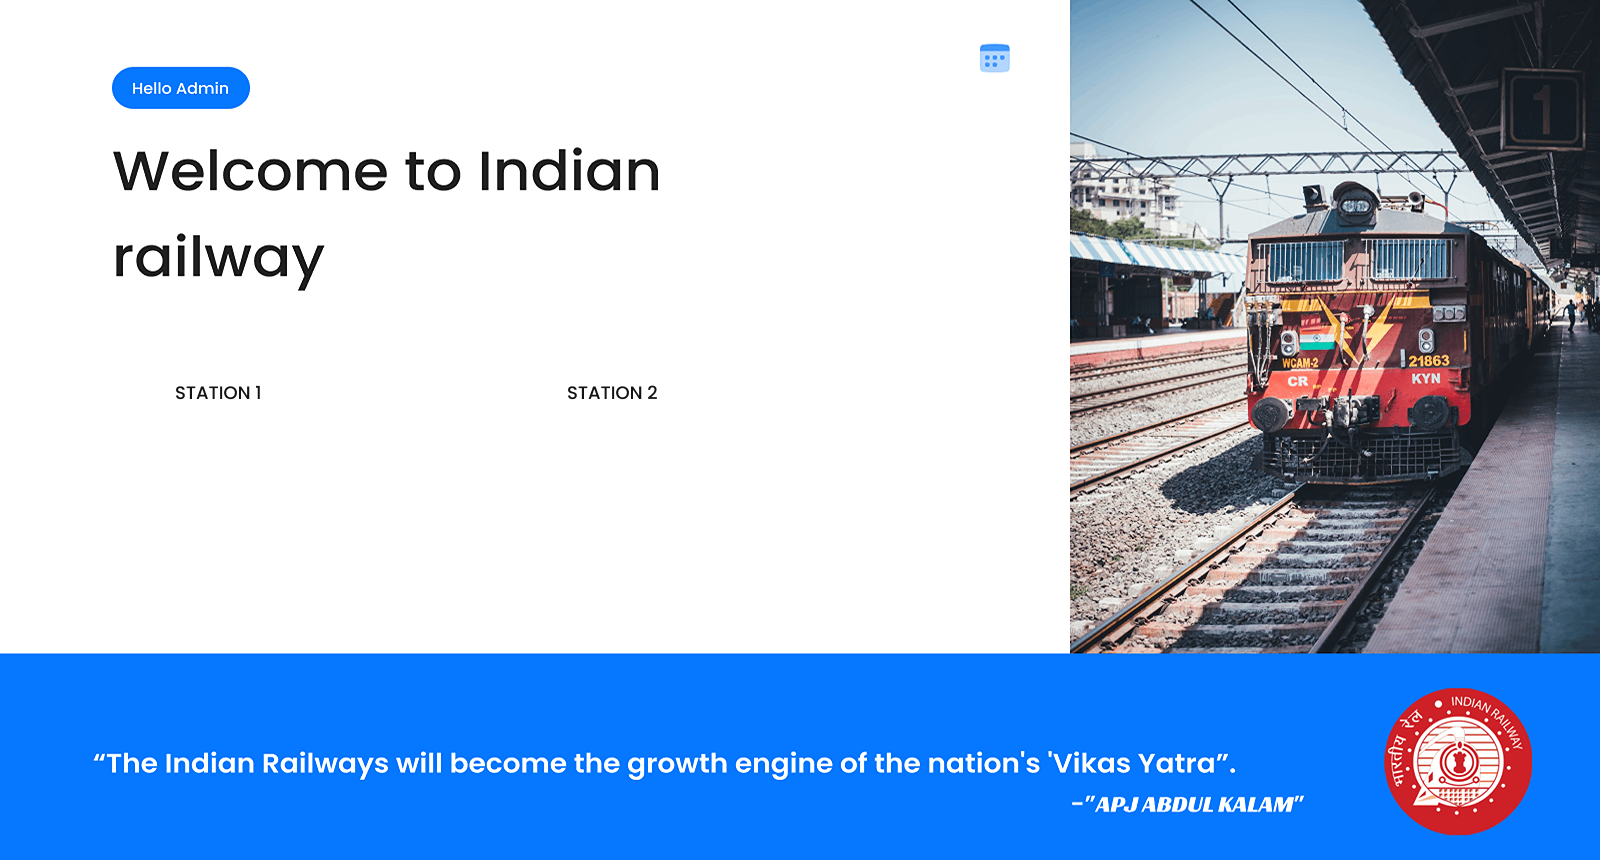 Hello Admin
Welcome to Indian
railway
STATION 1
STATION 2
1
WCAM-2
21863
CR
KYN
“The Indian Railways will become the growth engine of the nation's 'Vikas Yatra”.
–"APJ ABDUL KALAM"
भारतीय रेल • INDIAN RAILWAY